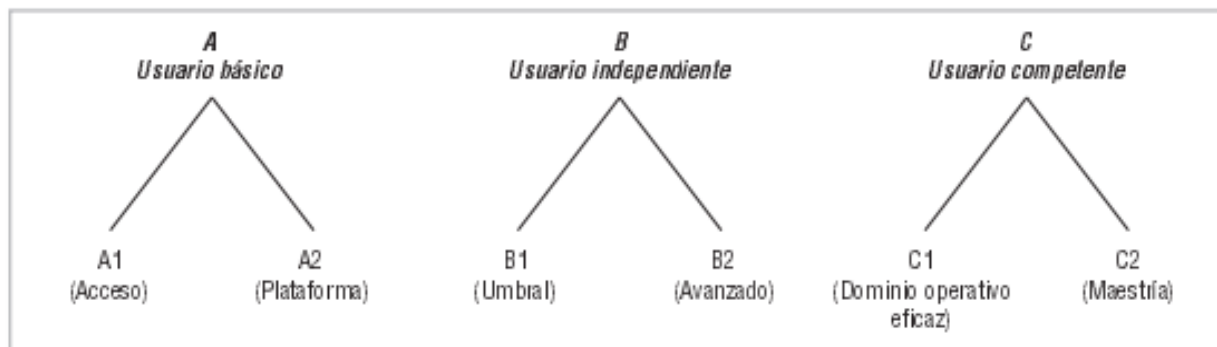 A
Usuario básico
B
Usuario independiente
C
Usuario competente
A1
(Acceso)
A2
(Plataforma)
B1
(Umbral)
B2
(Avanzado)
C1
(Dominio operativo
eficaz)
C2
(Maestría)